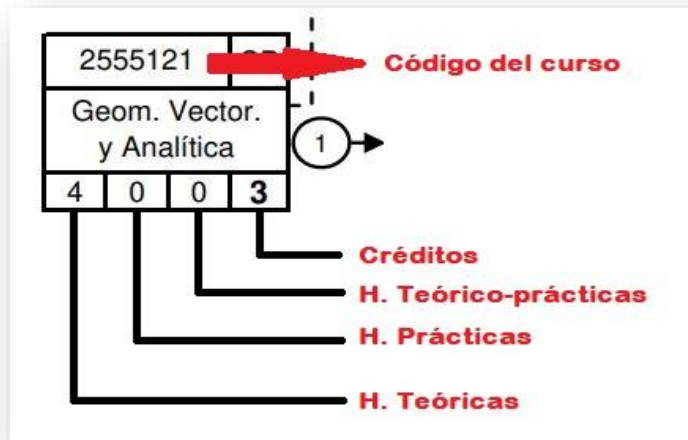 2555121
Código del curso
Geom. Vector.
y Analítica
1
4 0 0 3
Créditos
H. Teórico-prácticas
H. Prácticas
H. Teóricas